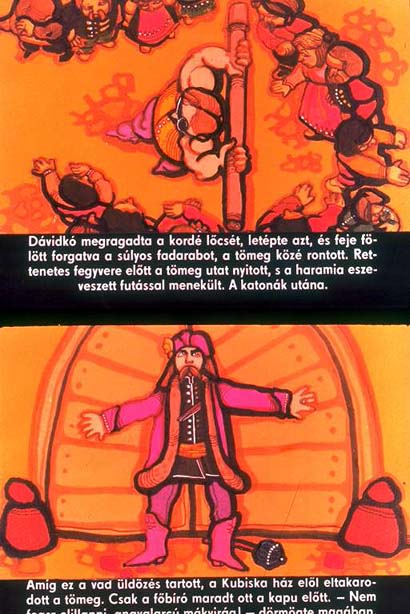 Dávidkó megragadta a kordé lőcsét, letépte azt, és feje fö-
lött forgatva a súlyos fadarabot, a tömeg közé rontott. Ret-
tenetes fegyvere előtt a tömeg utat nyitott, s a haramia esze-
veszett futással menekült. A katonák utána.
Amíg ez a vad üldözés tartott, a Kubiska ház elől eltakaro-
dott a tömeg. Csak a főbíró maradt ott a kapu előtt. – Nem